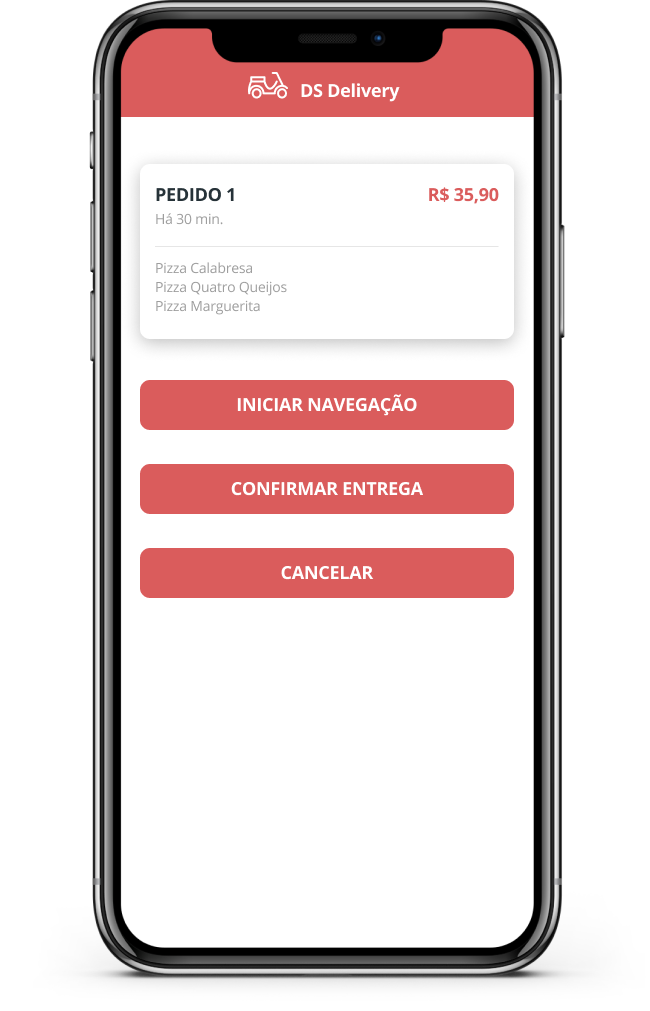 DS Delivery
PEDIDO 1 R$ 35,90
Há 30 min.
Pizza Calabresa
Pizza Quatro Queijos
Pizza Marguerita
INICIAR NAVEGAÇÃO
CONFIRMAR ENTREGA
CANCELAR